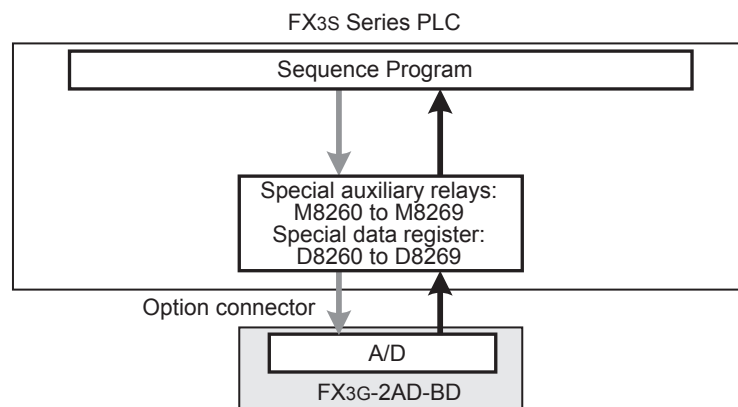 FX3S Series PLC
Sequence Program
Special auxiliary relays:
M8260 to M8269
Special data register:
D8260 to D8269
Option connector
A/D
FX3G-2AD-BD